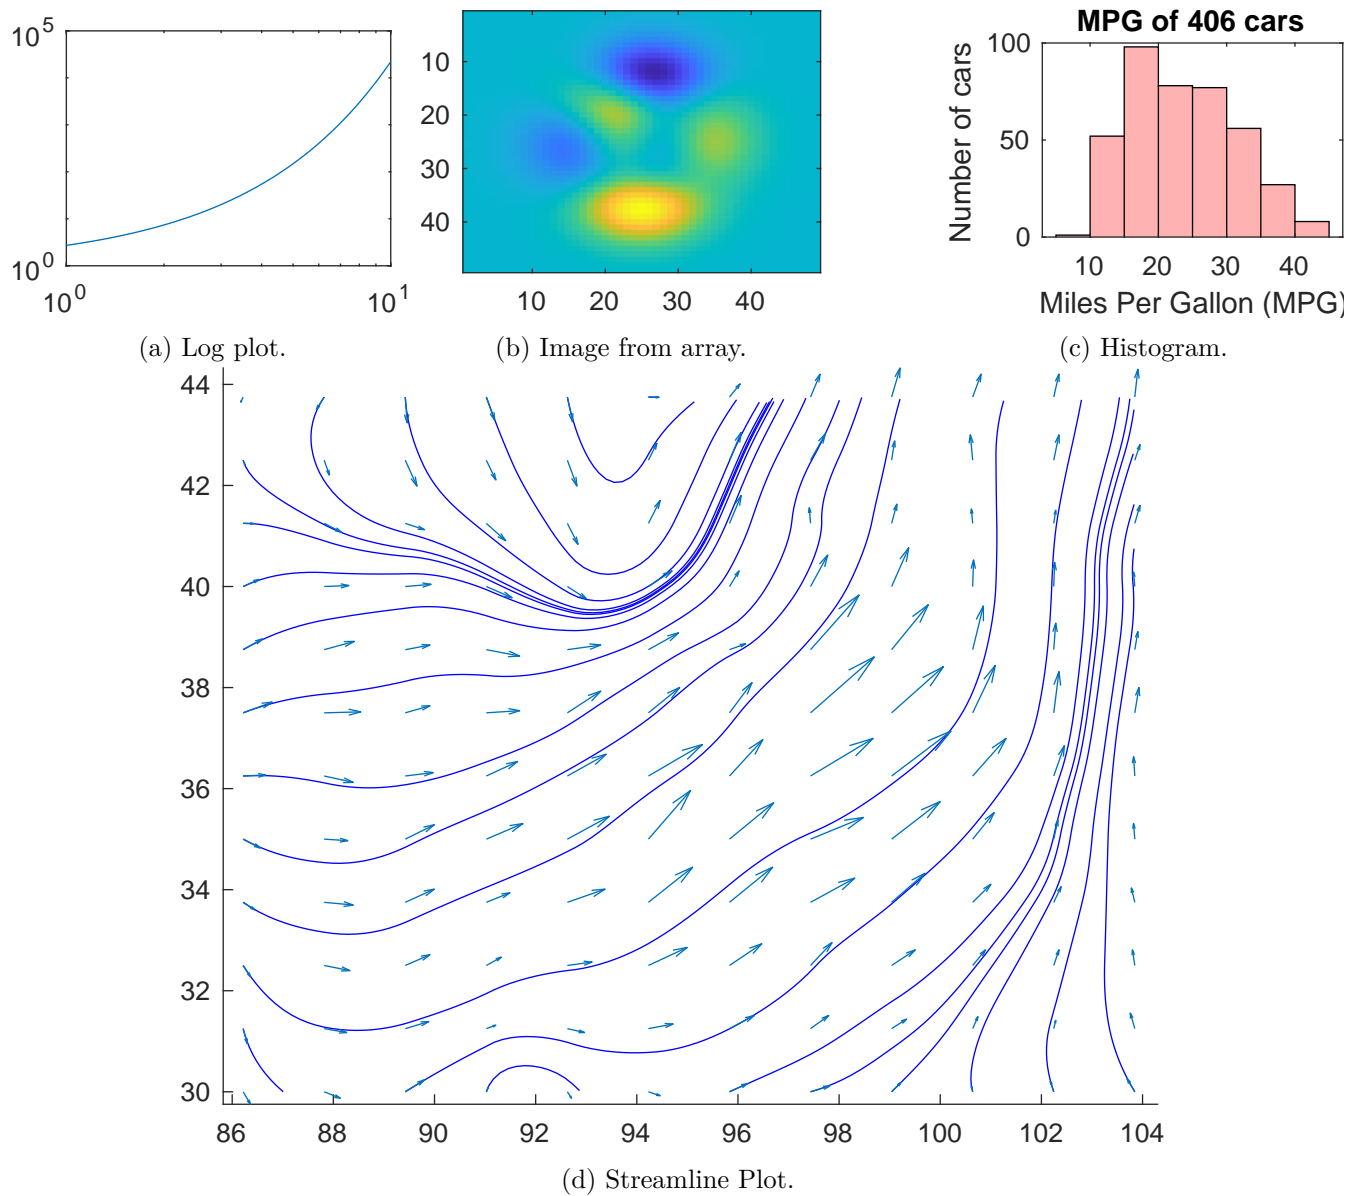 10^5
10^0
10^0 10^1
(a) Log plot.
10
20
30
40
10 20 30 40
(b) Image from array.
MPG of 406 cars
Number of cars
100
50
0
10 20 30 40
Miles Per Gallon (MPG)
(c) Histogram.
44
42
40
38
36
34
32
30
86 88 90 92 94 96 98 100 102 104
(d) Streamline Plot.